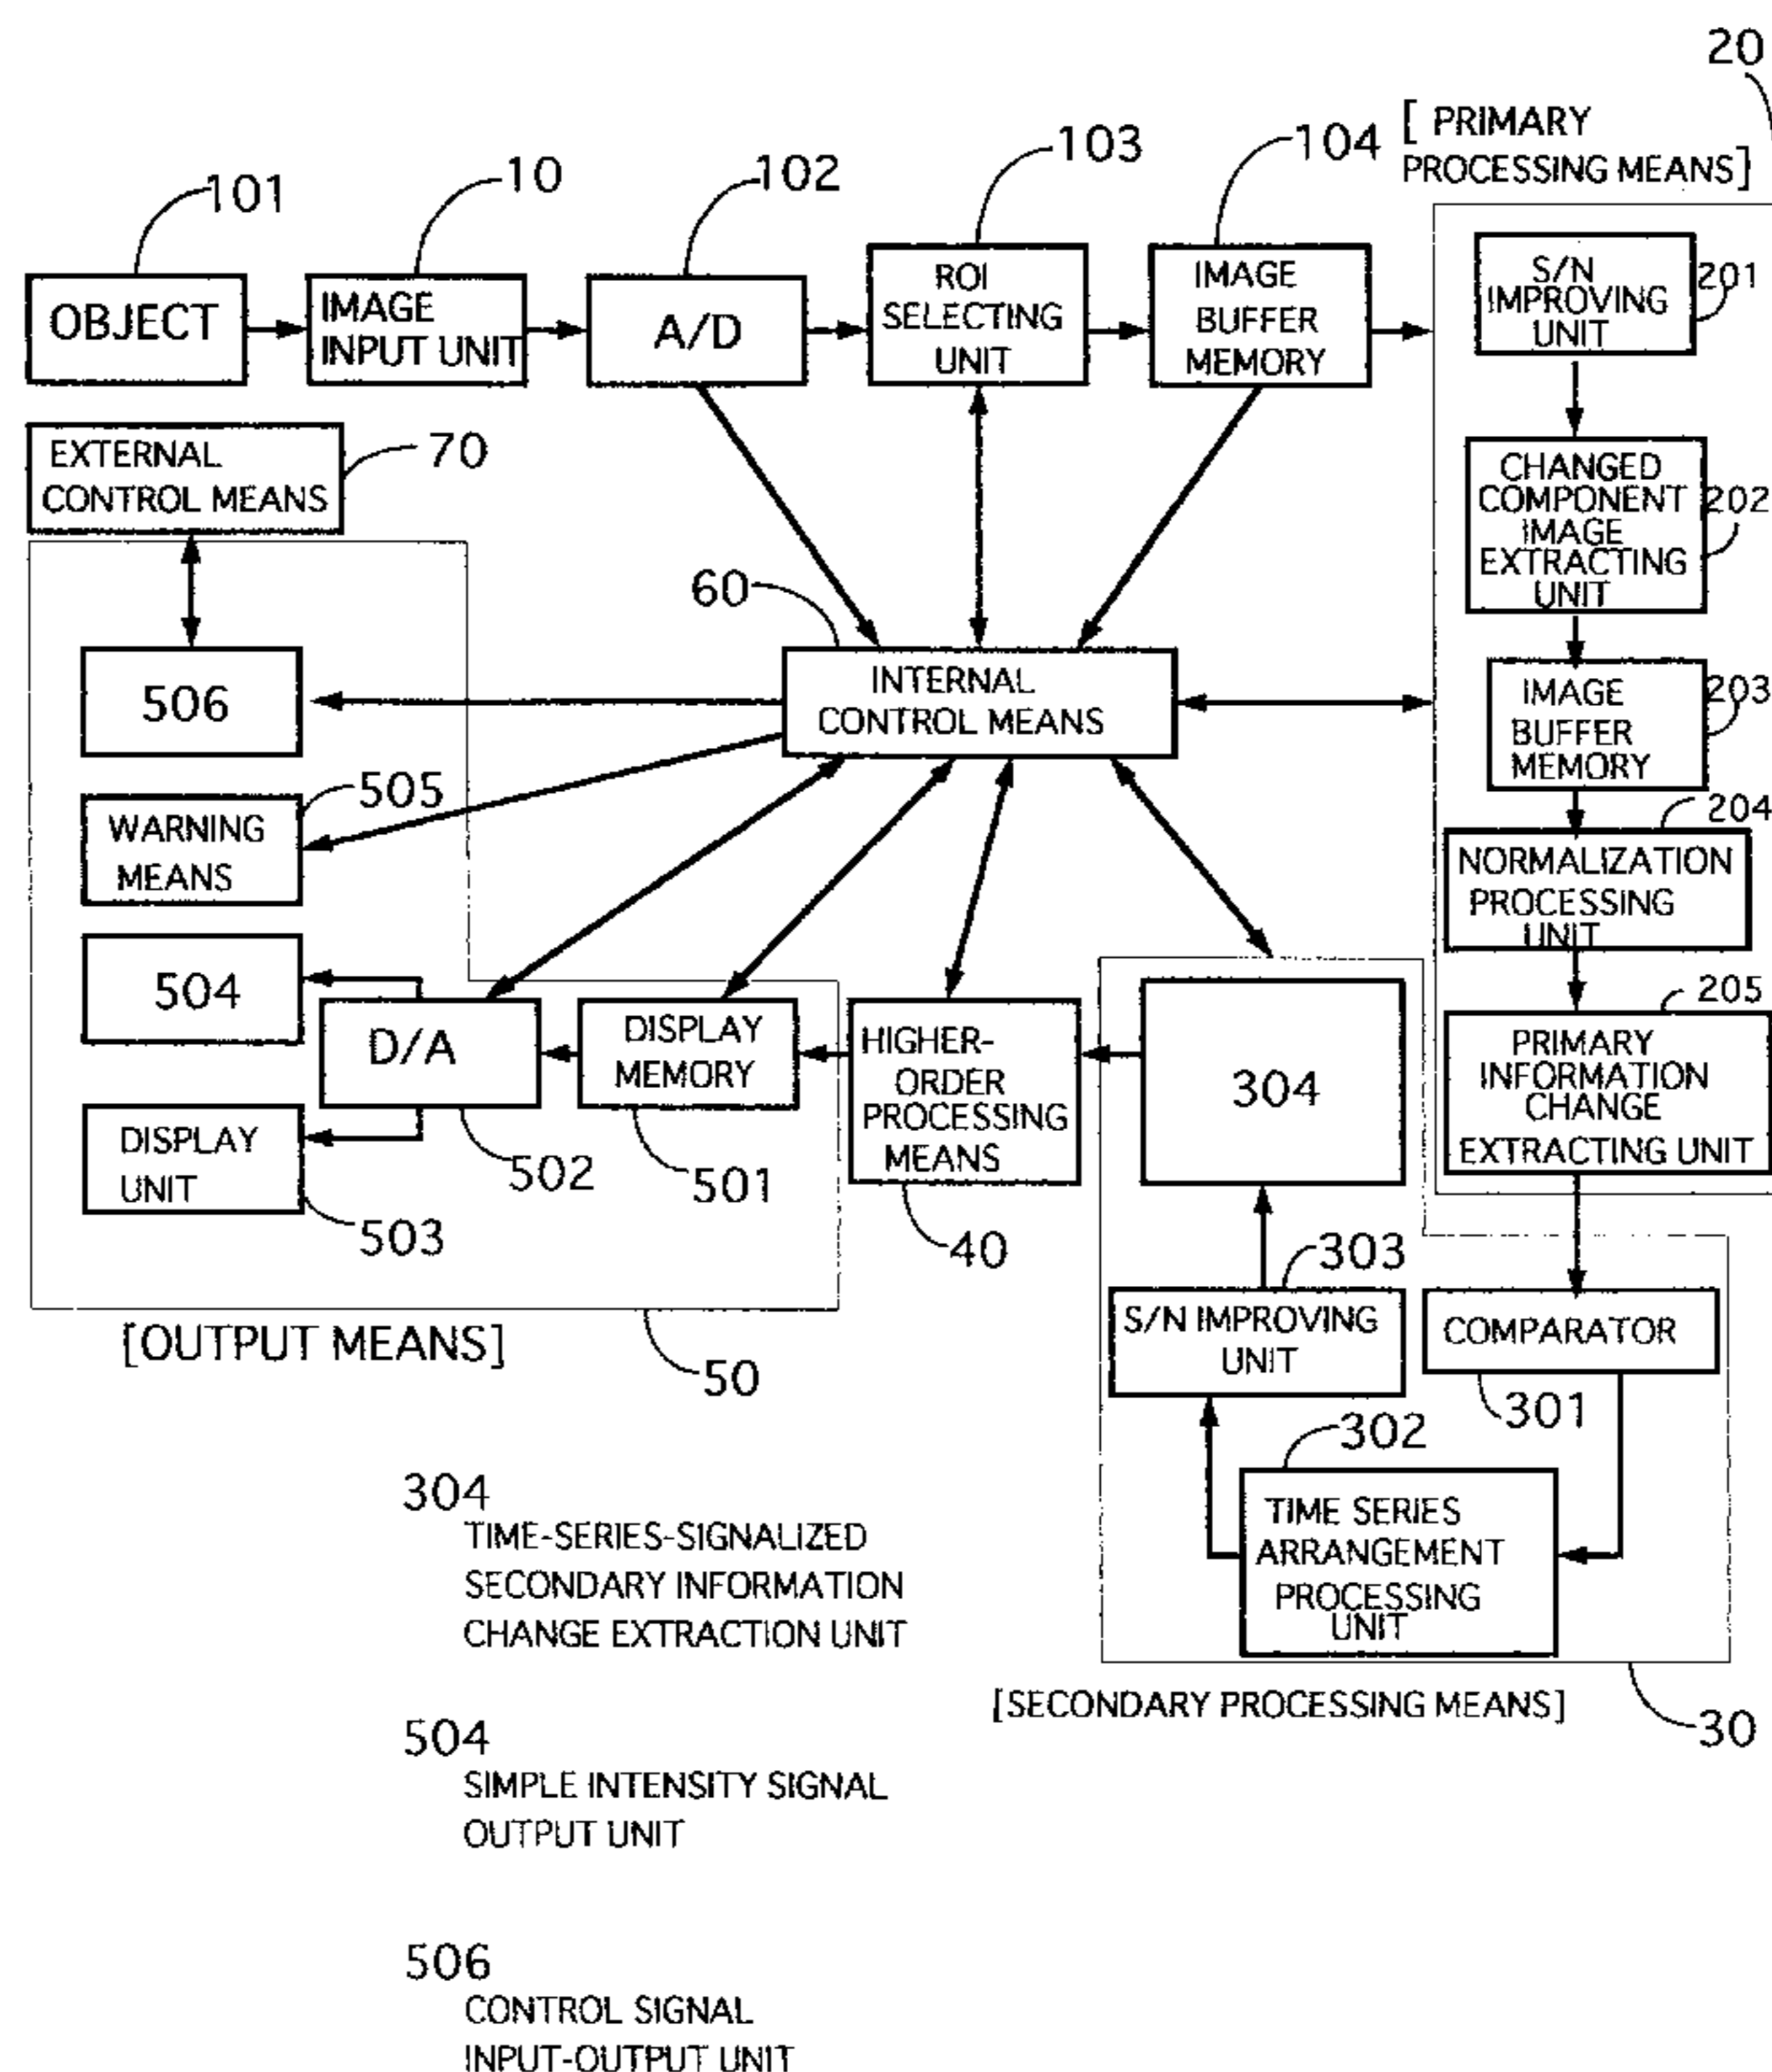 20
[ PRIMARY
PROCESSING MEANS]
101
10
102
103
104
OBJECT
IMAGE
INPUT UNIT
A/D
ROI
SELECTING
UNIT
IMAGE
BUFFER
MEMORY
S/N
IMPROVING
UNIT
201
EXTERNAL
CONTROL MEANS
70
CHANGED
COMPONENT
IMAGE
EXTRACTING
UNIT
202
60
INTERNAL
CONTROL MEANS
506
IMAGE
BUFFER
MEMORY
203
WARNING
MEANS
505
204
NORMALIZATION
PROCESSING
UNIT
504
D/A
DISPLAY
MEMORY
HIGHER-
ORDER
PROCESSING
MEANS
304
205
PRIMARY
INFORMATION
CHANGE
EXTRACTING UNIT
DISPLAY
UNIT
503
502
501
40
303
S/N IMPROVING
UNIT
COMPARATOR
301
[OUTPUT MEANS]
50
302
TIME SERIES
ARRANGEMENT
PROCESSING
UNIT
[SECONDARY PROCESSING MEANS]
30
304
TIME-SERIES-SIGNALIZED
SECONDARY INFORMATION
CHANGE EXTRACTION UNIT
504
SIMPLE INTENSITY SIGNAL
OUTPUT UNIT
506
CONTROL SIGNAL
INPUT-OUTPUT UNIT